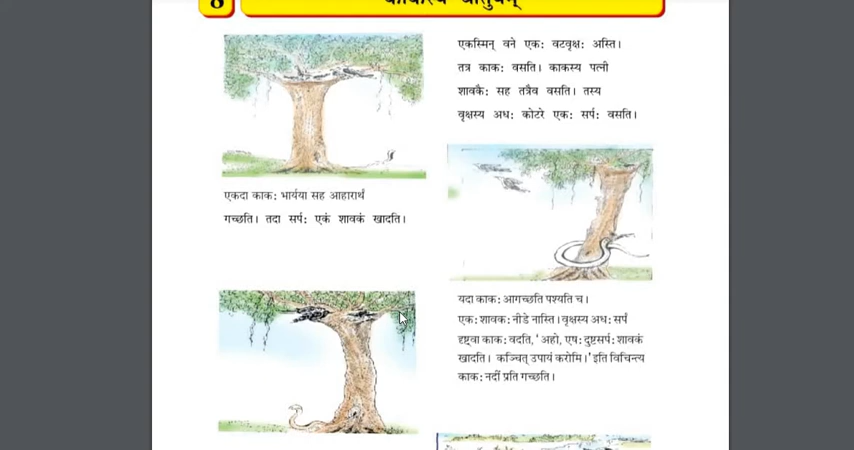 8
एकस्मिन् वने एक: वटवृक्ष: अस्ति।
तत्र काक: वसति। काकस्य पत्नी
शावकै: सह तत्रैव वसति। तस्य
वृक्षस्य अध: कोटरे एक: सर्प: वसति।
एकदा काक: भार्यया सह आहारार्थं
गच्छति। तदा सर्प: एकं शावकं खादति।
यदा काक: आगच्छति पश्यति च।
एक: शावक: नीडे नास्ति। वृक्षस्य अध: सर्पं
दृष्ट्वा काक: वदति, ' अहो, एष: दुष्टसर्प: शावकं
खादति। कञ्चित् उपायं करोमि।' इति विचिन्त्य
काक: नदीं प्रति गच्छति।